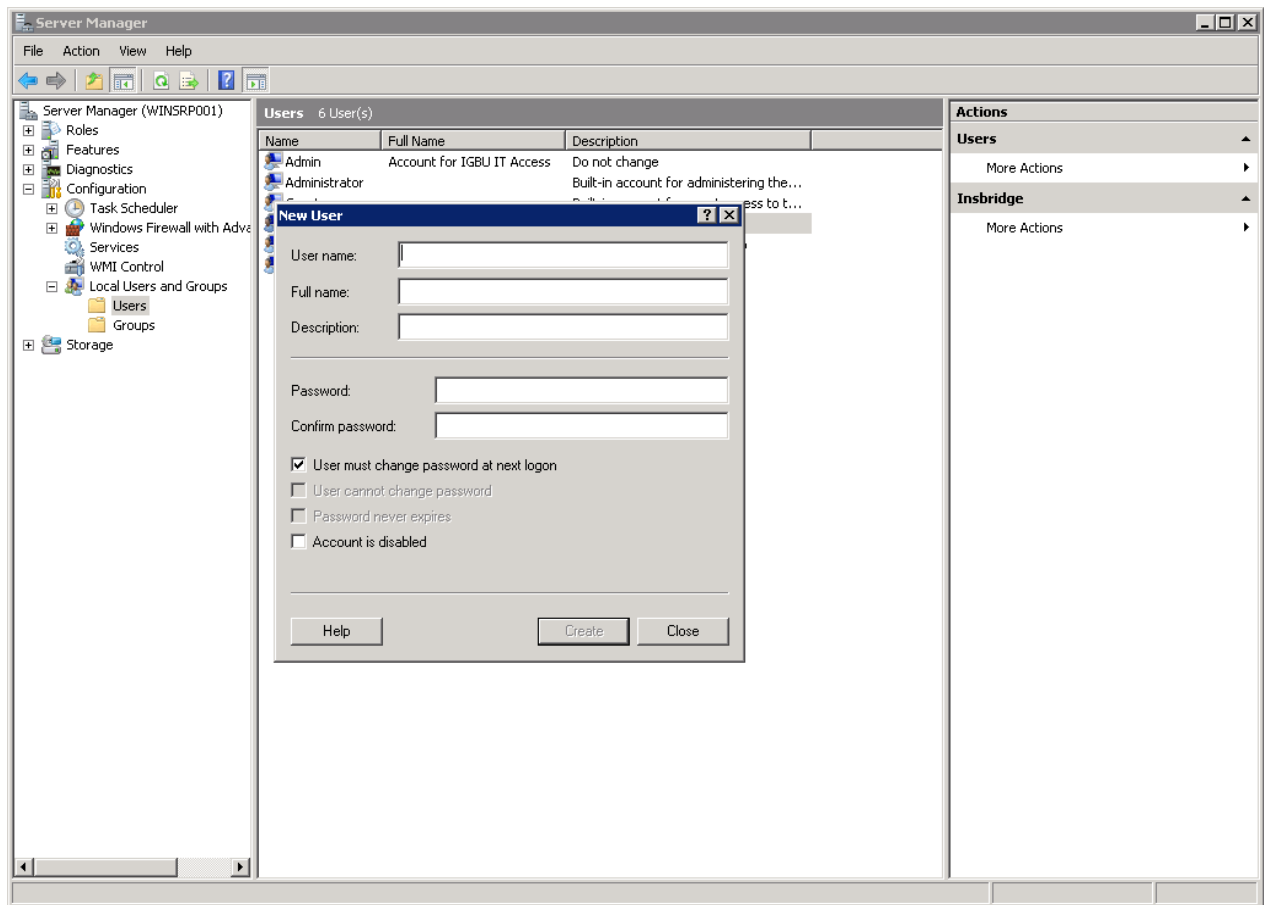 Server Manager
File Action View Help
Server Manager (WINSRP001)
Roles
Features
Diagnostics
Configuration
Task Scheduler
Windows Firewall with Adva
Services
WMI Control
Local Users and Groups
Users
Groups
Storage
Users 6 User(s)
Name Full Name Description
Admin Account for IGBU IT Access Do not change
Administrator Built-in account for administering the...
ess to t...
New User
User name:
Full name:
Description:
Password:
Confirm password:
User must change password at next logon
User cannot change password
Password never expires
Account is disabled
Help Create Close
Actions
Users
More Actions
Insbridge
More Actions